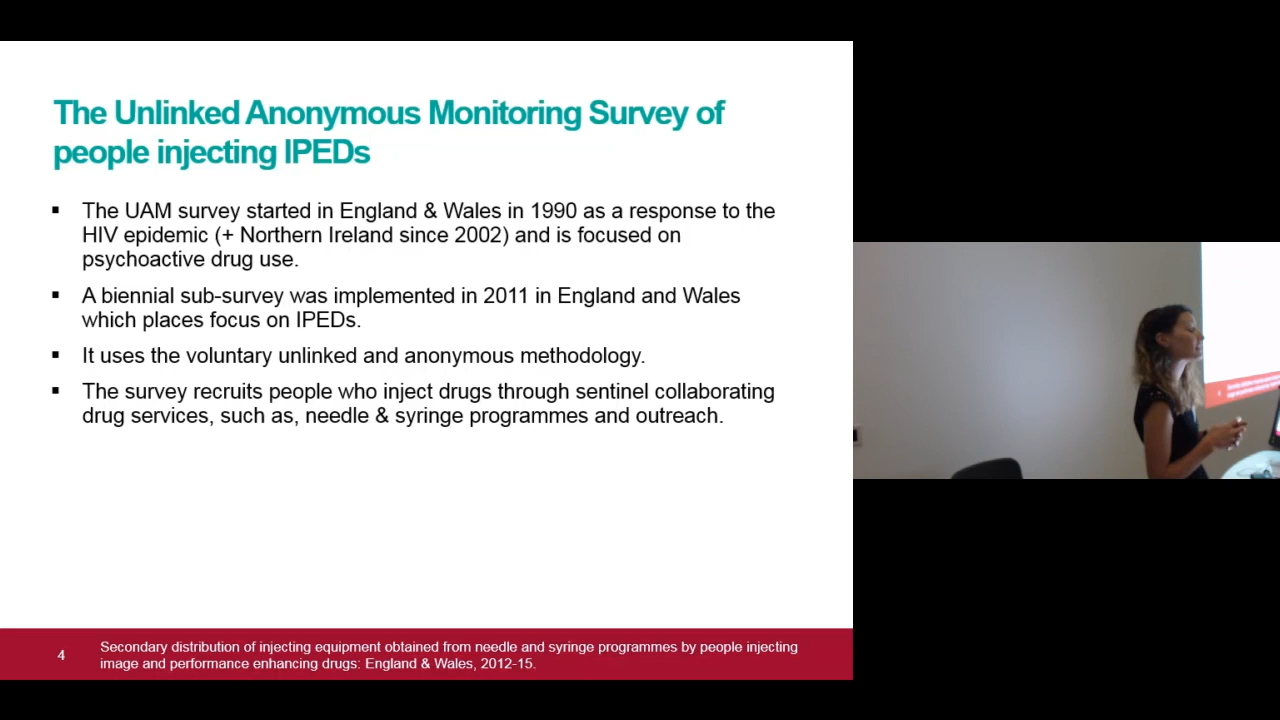 The Unlinked Anonymous Monitoring Survey of
people injecting IPEDs
▪ The UAM survey started in England & Wales in 1990 as a response to the
HIV epidemic (+ Northern Ireland since 2002) and is focused on
psychoactive drug use.
▪ A biennial sub-survey was implemented in 2011 in England and Wales
which places focus on IPEDs.
▪ It uses the voluntary unlinked and anonymous methodology.
▪ The survey recruits people who inject drugs through sentinel collaborating
drug services, such as, needle & syringe programmes and outreach.
4
Secondary distribution of injecting equipment obtained from needle and syringe programmes by people injecting
image and performance enhancing drugs: England & Wales, 2012-15.